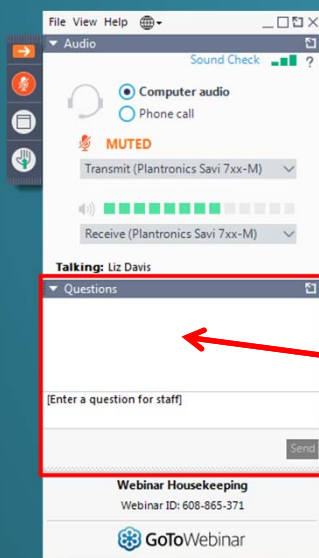 File View Help
Audio
Sound Check ?
Computer audio
Phone call
MUTED
Transmit (Plantronics Savi 7xx-M)
Receive (Plantronics Savi 7xx-M)
Talking: Liz Davis
Questions
[Enter a question for staff]
Send
Webinar Housekeeping
Webinar ID: 608-865-371
GoToWebinar